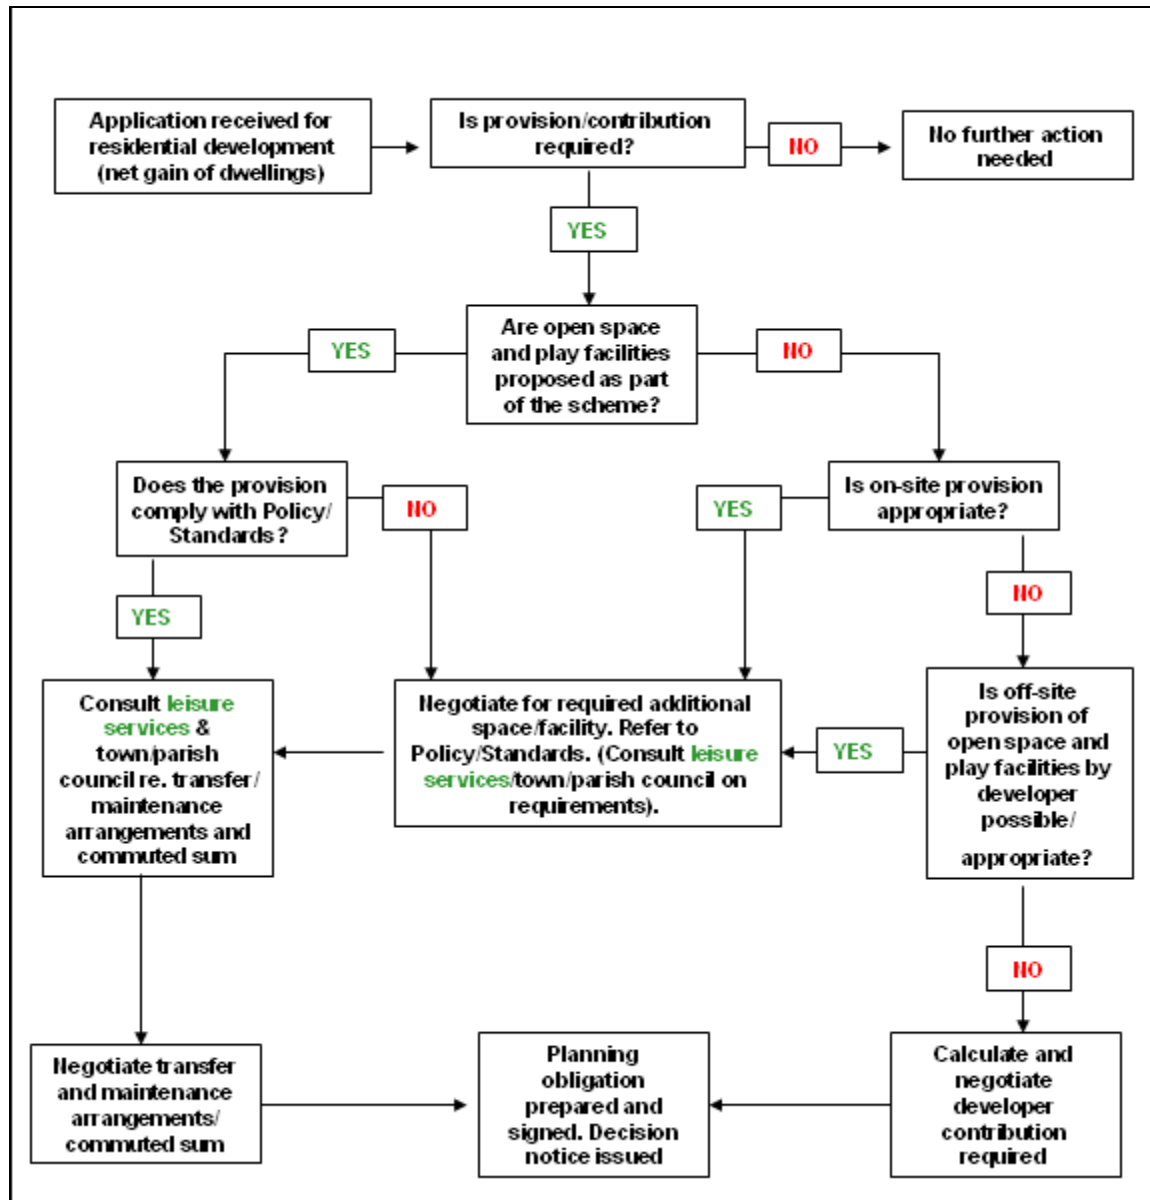 Application received for
residential development
(net gain of dwellings)
Is provision/contribution
required?
NO
No further action
needed
YES
Are open space
and play facilities
proposed as part
of the scheme?
YES
NO
Does the provision
comply with Policy/
Standards?
NO
YES
Is on-site provision
appropriate?
YES
NO
Consult leisure
services &
town/parish
council re. transfer/
maintenance
arrangements and
commuted sum
Negotiate for required additional
space/facility. Refer to
Policy/Standards. (Consult leisure
services/town/parish council on
requirements).
YES
Is off-site
provision of
open space and
play facilities by
developer
possible/
appropriate?
NO
Negotiate transfer
and maintenance
arrangements/
commuted sum
Planning
obligation
prepared and
signed. Decision
notice issued
Calculate and
negotiate
developer
contribution
required